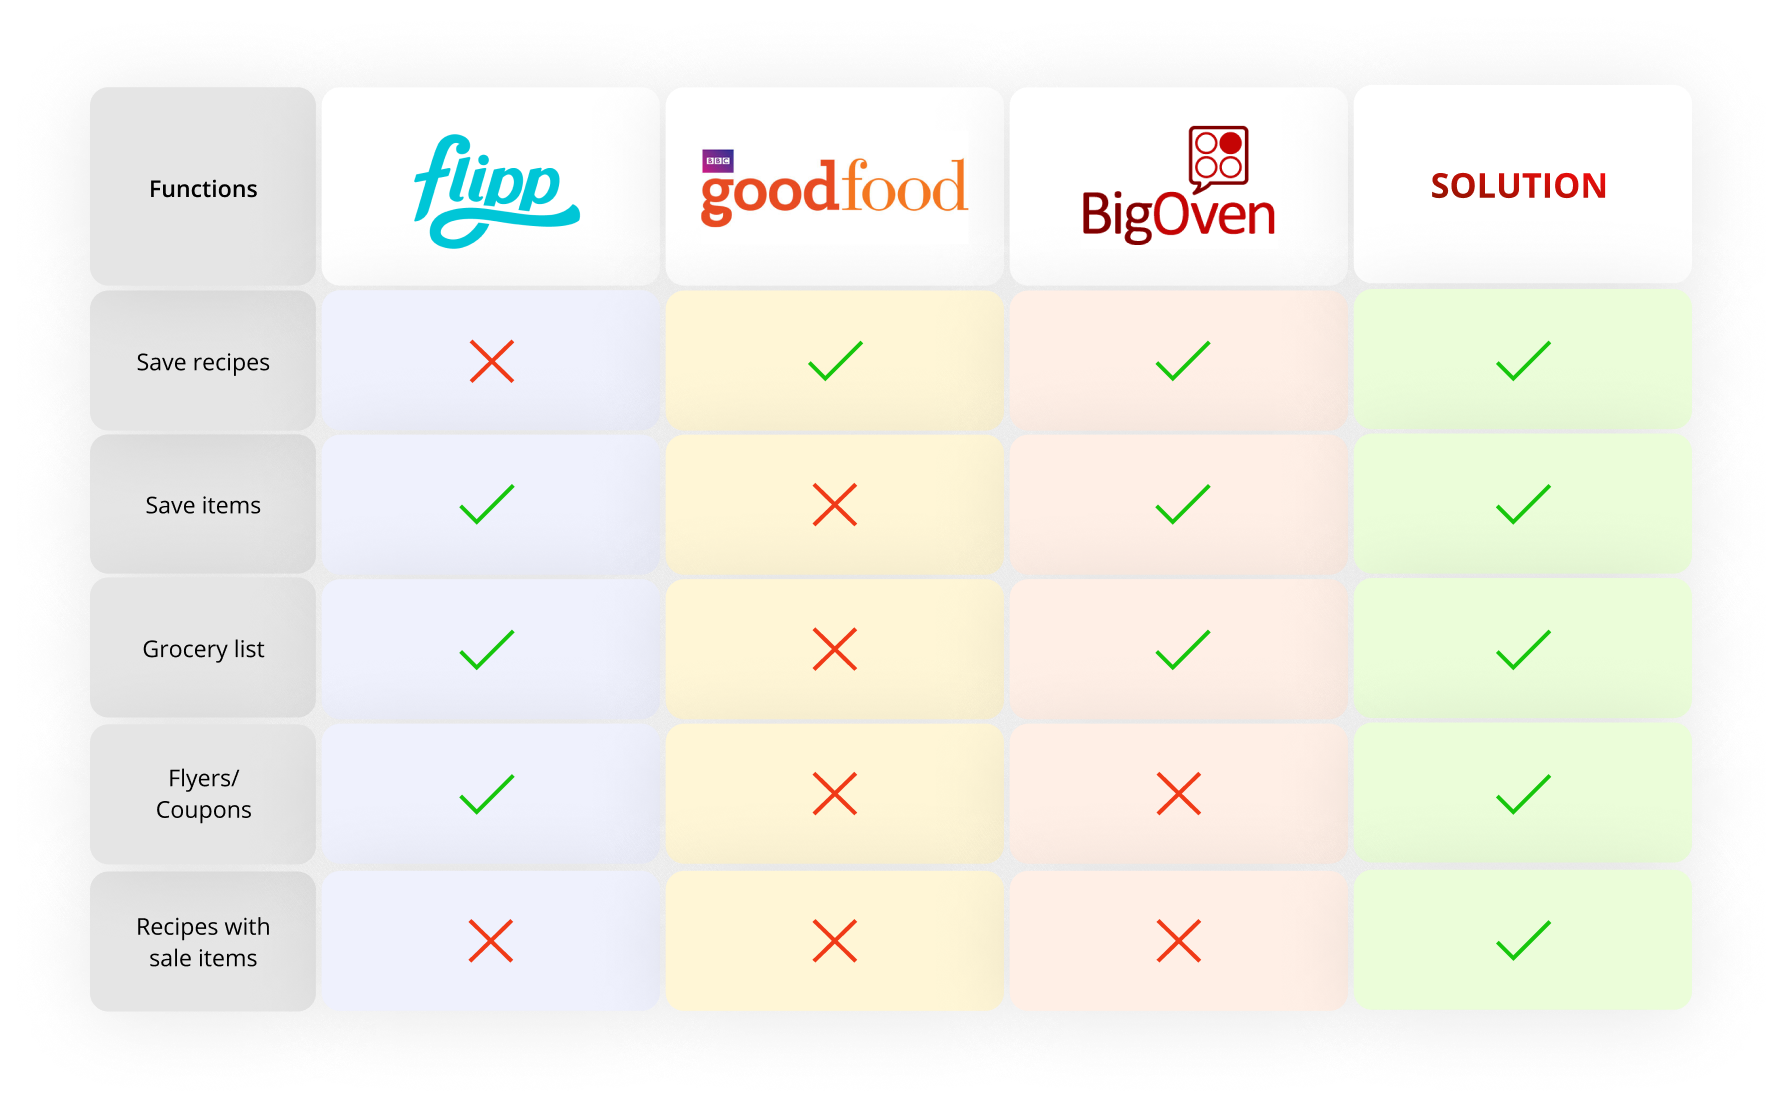 Functions
flipp
BBC
goodfood
BigOven
SOLUTION
Save recipes
Save items
Grocery list
Flyers/
Coupons
Recipes with
sale items